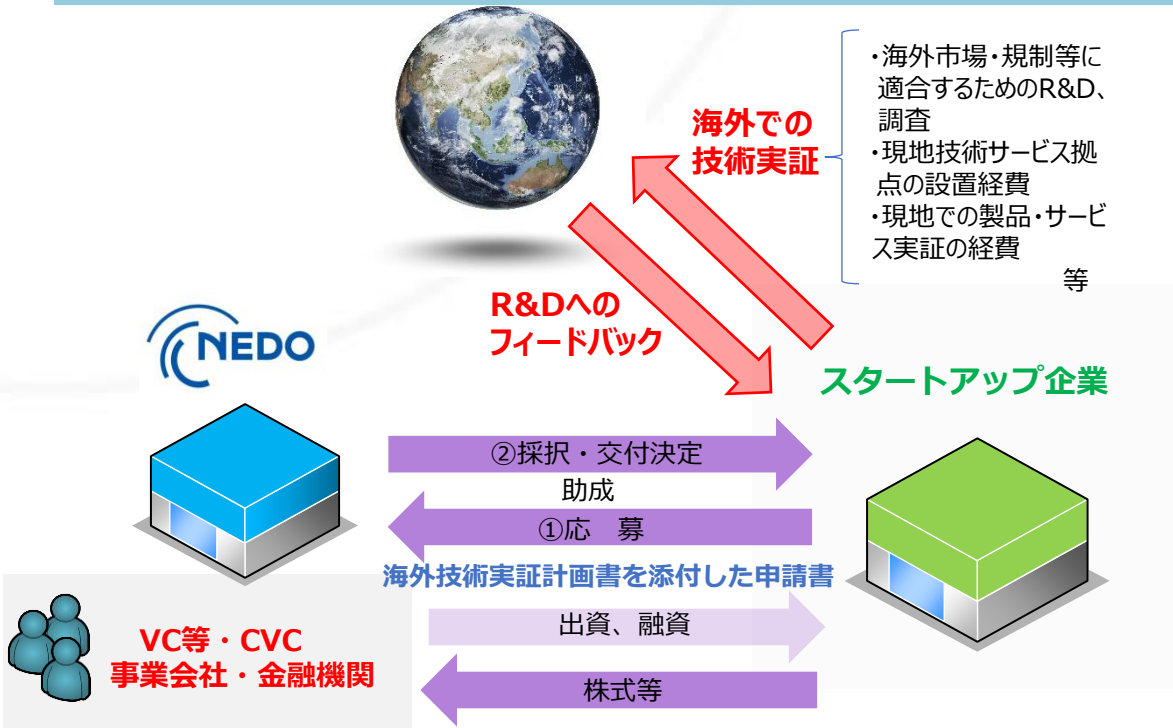 ・海外市場・規制等に
適合するためのR&D、
調査
・現地技術サービス拠
点の設置経費
・現地での製品・サービ
ス実証の経費
等
海外での
技術実証
R&Dへの
フィードバック
NEDO
スタートアップ企業
②採択・交付決定
助成
①応　募
海外技術実証計画書を添付した申請書
出資、融資
VC等・CVC
事業会社・金融機関
株式等